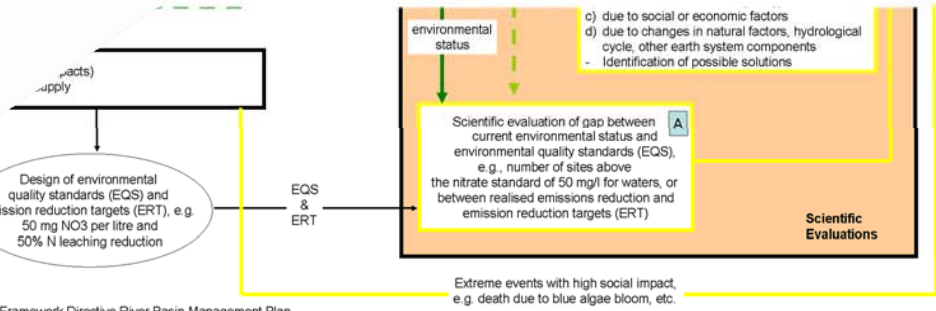 c) due to social or economic factors
d) due to changes in natural factors, hydrological
cycle, other earth system components
- Identification of possible solutions
environmental
status
Scientific evaluation of gap between
current environmental status and
environmental quality standards (EQS),
e.g., number of sites above
the nitrate standard of 50 mg/l for waters, or
between realised emissions reduction and
emission reduction targets (ERT)
A
Design of environmental
quality standards (EQS) and
reduction targets (ERT), e.g.
50 mg NO3 per litre and
50% N leaching reduction
EQS
&
ERT
Scientific
Evaluations
Extreme events with high social impact,
e.g. death due to blue algae bloom, etc.
Framework Directive River Basin Management Plan